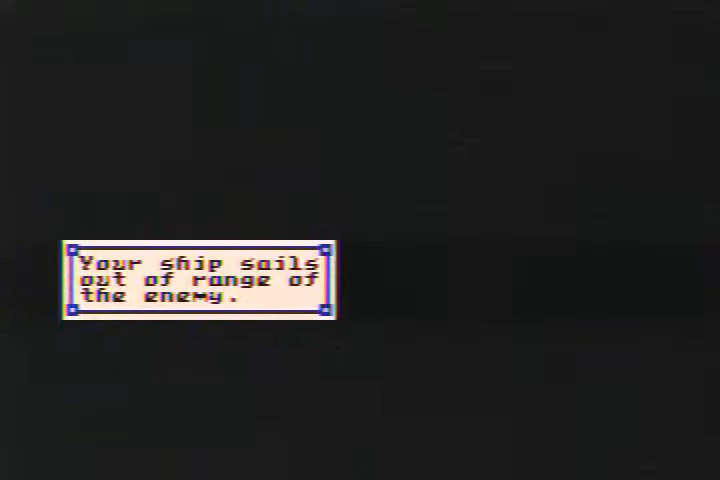 Your ship sails
out of range of
the enemy.